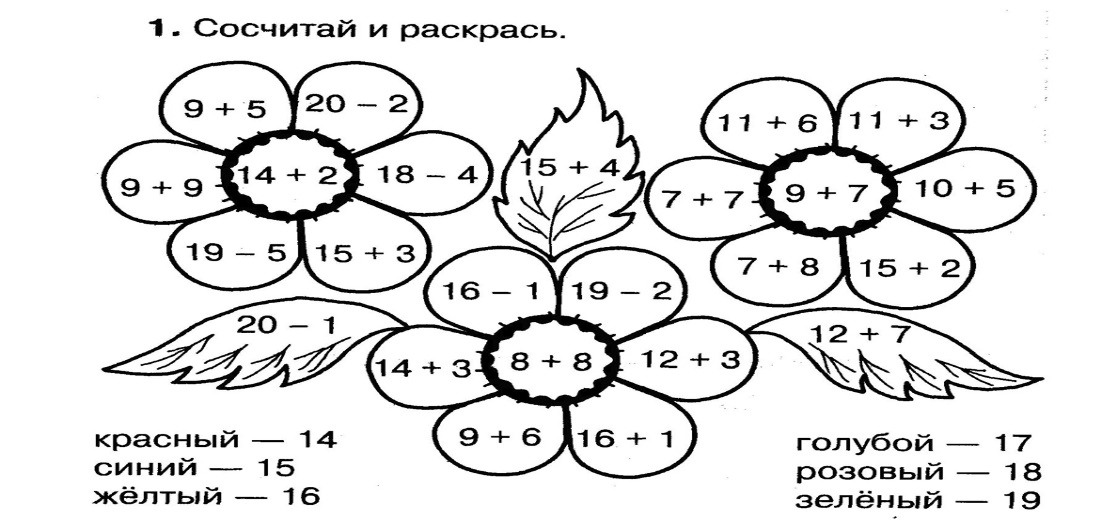 1. Сосчитай и раскрась.
9 + 5
20 – 2
9 + 9
14 + 2
18 – 4
19 – 5
15 + 3
15 + 4
11 + 6
11 + 3
7 + 7
9 + 7
10 + 5
7 + 8
15 + 2
16 – 1
19 – 2
14 + 3
8 + 8
12 + 3
9 + 6
16 + 1
20 – 1
12 + 7
красный — 14
синий — 15
жёлтый — 16
голубой — 17
розовый — 18
зелёный — 19